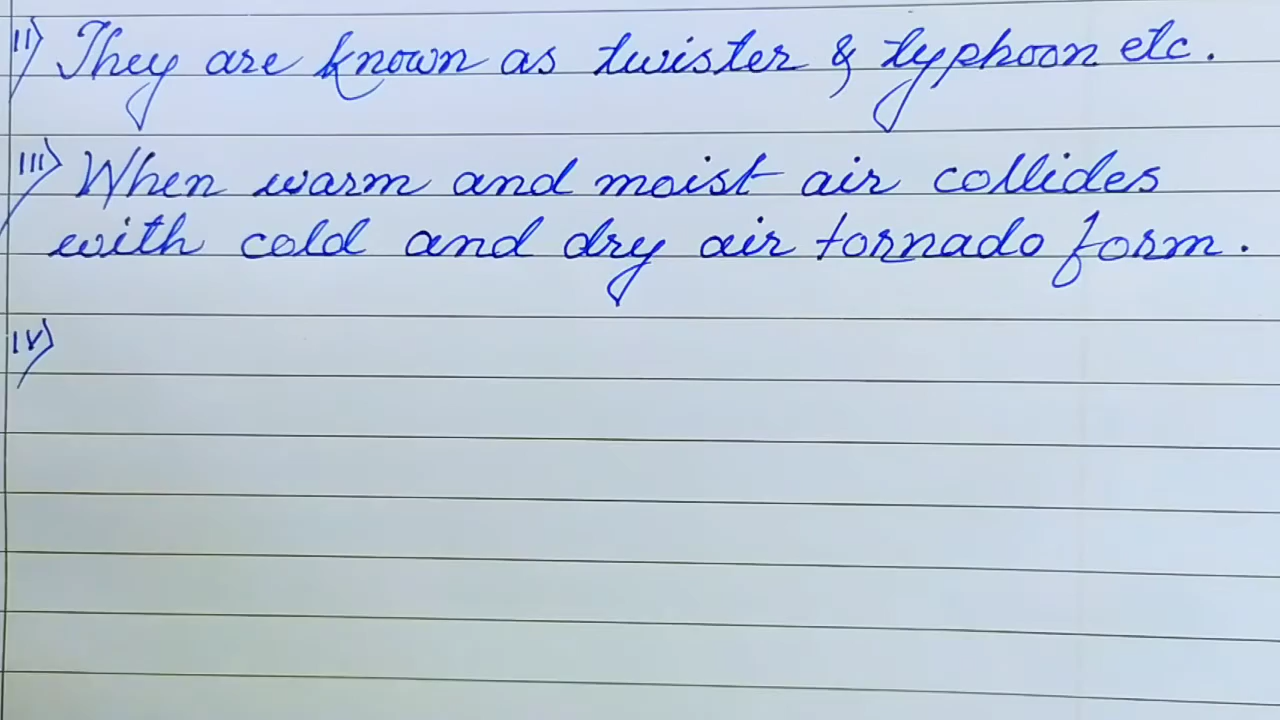 II) They are known as twister & typhoon etc.
III) When warm and moist air collides
with cold and dry air tornado form.
IV)